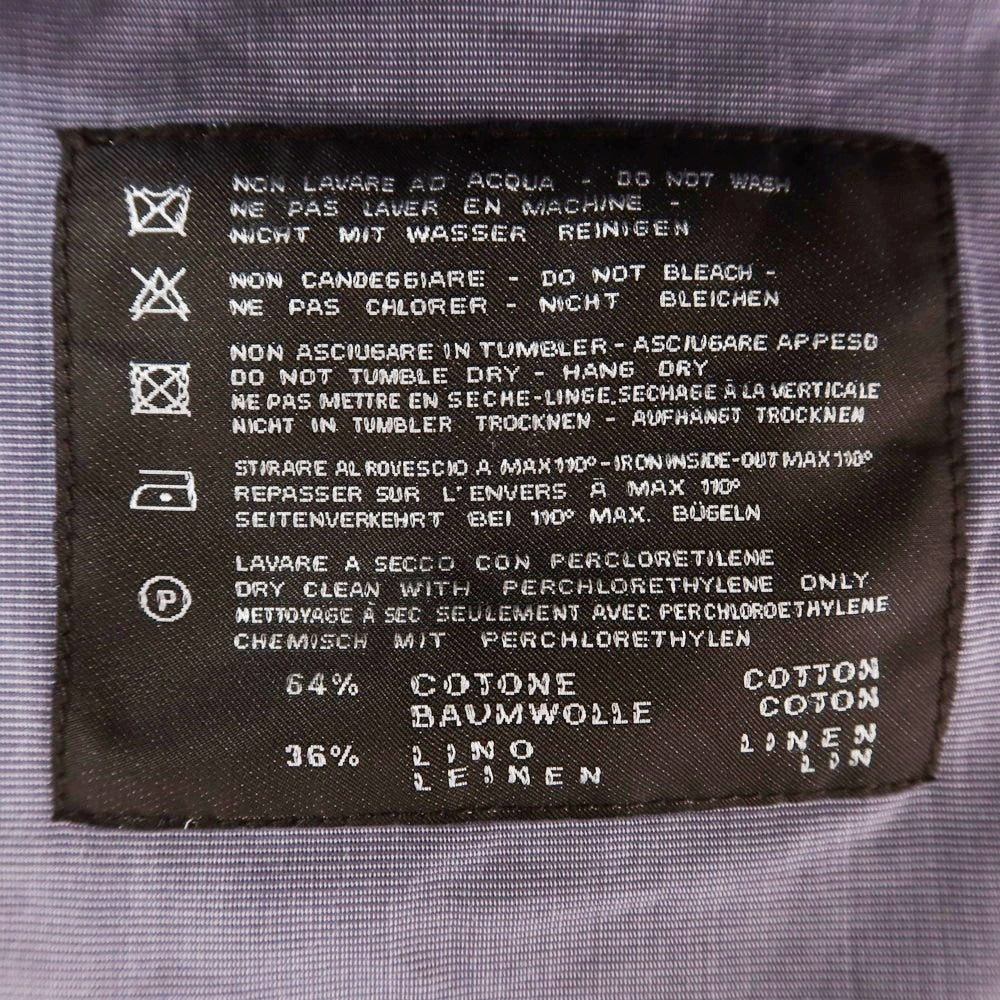 NON LAVARE AD ACQUA - DO NOT WASH
NE PAS LAVER EN MACHINE -
NICHT MIT WASSER REINIGEN
NON CANDEGGIARE - DO NOT BLEACH -
NE PAS CHLORER - NICHT BLEICHEN
NON ASCIUGARE IN TUMBLER - ASCIUGARE APPESO
DO NOT TUMBLE DRY - HANG DRY
NE PAS METTRE EN SECHE-LINGE, SECHAGE À LA VERTICALE
NICHT IN TUMBLER TROCKNEN - AUFHÄNGT TROCKNEN
STIRARE AL ROVESCIO A MAX 110° - IRON INSIDE-OUT MAX 110°
REPASSER SUR L'ENVERS À MAX 110°
SEITENVERKEHRT BEI 110° MAX. BÜGELN
LAVARE A SECCO CON PERCLORETILENE
DRY CLEAN WITH PERCHLORETHYLENE ONLY
NETTOYAGE À SEC SEULEMENT AVEC PERCHLOROETHYLENE
P
CHEMISCH MIT PERCHLORETHYLEN
64% COTONE COTTON
BAUMWOLLE COTON
36% LINO LINEN
LEINEN LIN